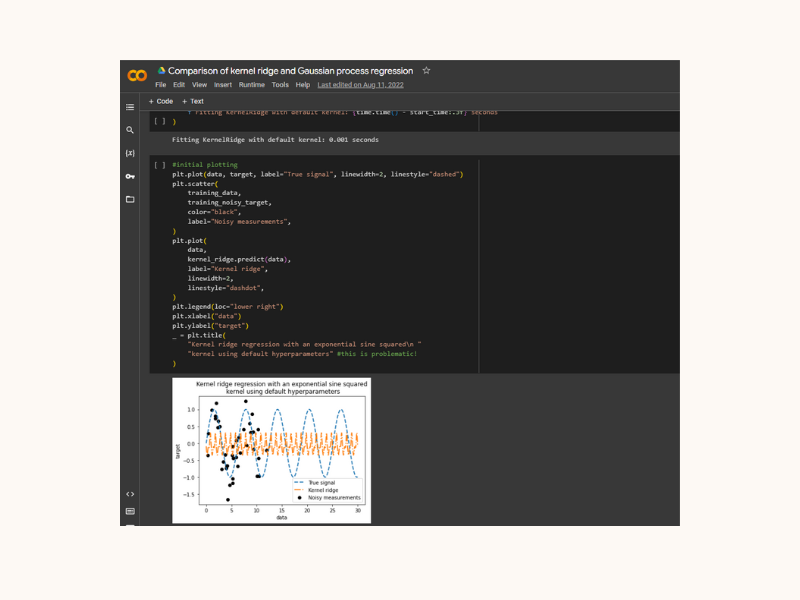 Comparison of kernel ridge and Gaussian process regression
File Edit View Insert Runtime Tools Help Last edited on Aug 11, 2022
+ Code + Text
f"Fitting KernelRidge with default kernel: {time.time() - start_time:.3f} seconds
[ ] )
Fitting KernelRidge with default kernel: 0.001 seconds
{x}
[ ] #initial plotting
plt.plot(data, target, label="True signal", linewidth=2, linestyle="dashed")
plt.scatter(
training_data,
training_noisy_target,
color="black",
label="Noisy measurements",
)
plt.plot(
data,
kernel_ridge.predict(data),
label="Kernel ridge",
linewidth=2,
linestyle="dashdot",
)
plt.legend(loc="lower right")
plt.xlabel("data")
plt.ylabel("target")
_ = plt.title(
"Kernel ridge regression with an exponential sine squared\n "
"kernel using default hyperparameters" #this is problematic!
)
Kernel ridge regression with an exponential sine squared
kernel using default hyperparameters
1.0
0.5
0.0
−0.5
−1.0
−1.5
target
True signal
Kernel ridge
Noisy measurements
0 5 10 15 20 25 30
data